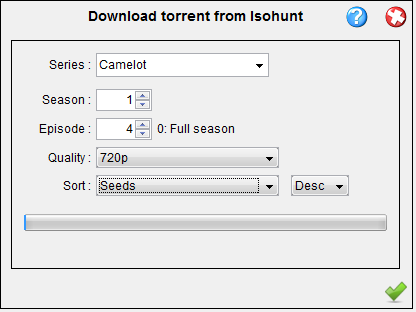 Download torrent from Isohunt
Series : Camelot
Season : 1
Episode : 4 0: Full season
Quality : 720p
Sort : Seeds Desc